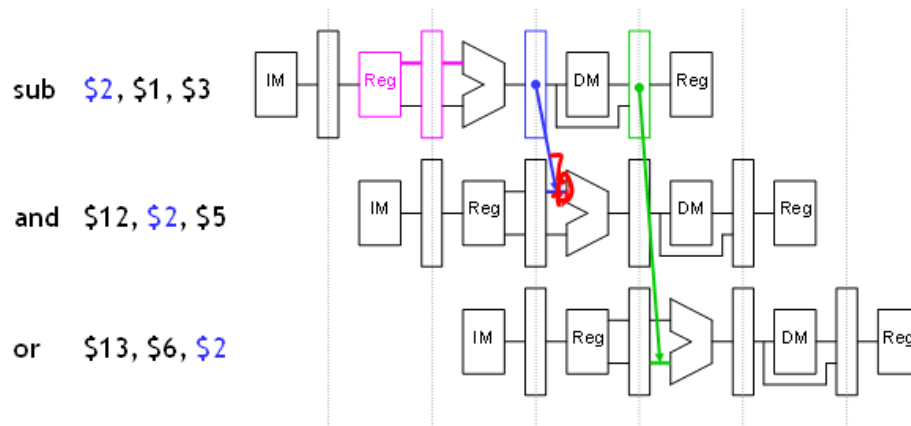 sub $2, $1, $3 IM Reg DM Reg
and $12, $2, $5 IM Reg DM Reg
or $13, $6, $2 IM Reg DM Reg